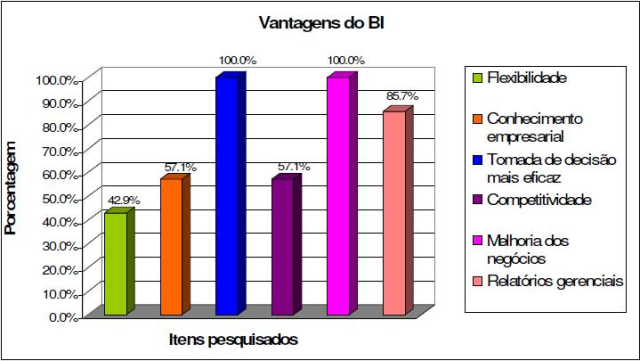 Vantagens do BI
100.0%
100.0%
85.7%
57.1%
57.1%
42.9%
100.0%
90.0%
80.0%
70.0%
60.0%
50.0%
40.0%
30.0%
20.0%
10.0%
0.0%
Porcentagem
Itens pesquisados
Flexibilidade
Conhecimento
empresarial
Tomada de decisão
mais eficaz
Competitividade
Melhoria dos
negócios
Relatórios gerenciais